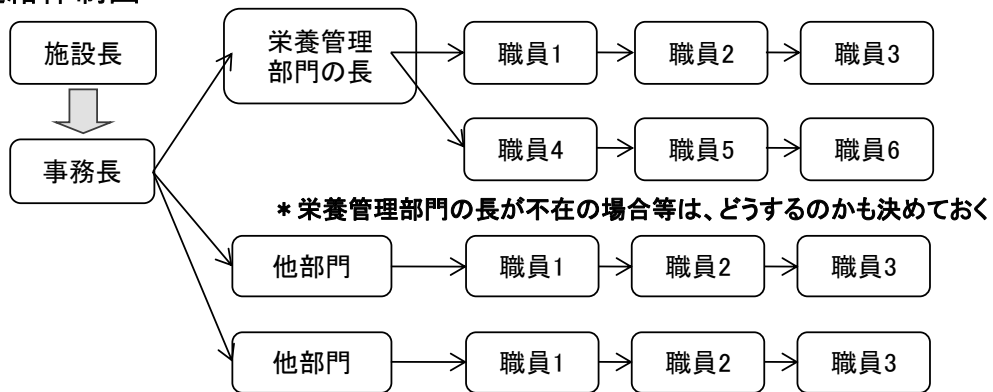 施設長
栄養管理
部門の長
職員1
職員2
職員3
事務長
職員4
職員5
職員6
*栄養管理部門の長が不在の場合等は、どうするのかも決めておく
他部門
職員1
職員2
職員3
他部門
職員1
職員2
職員3